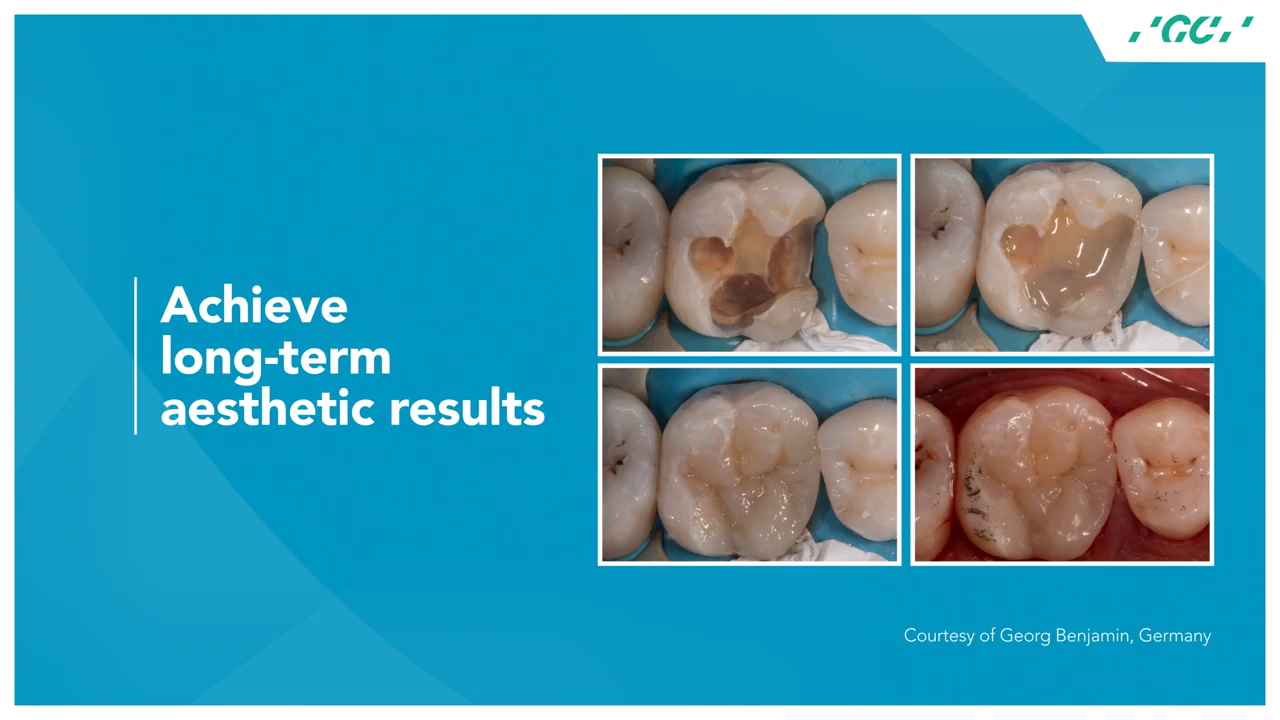 GC
Achieve
long-term
aesthetic results
Courtesy of Georg Benjamin, Germany